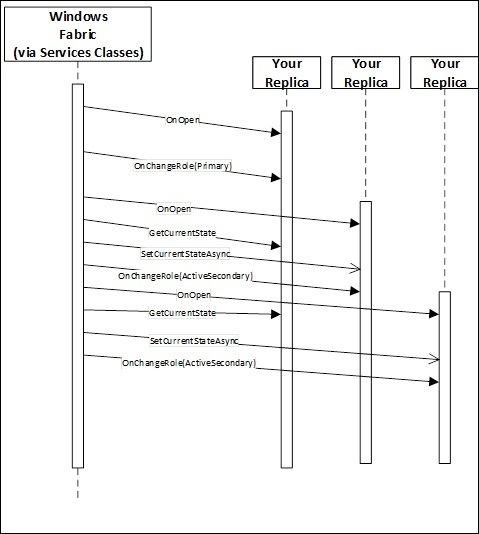 Windows
Fabric
(via Services Classes)
Your
Replica
Your
Replica
Your
Replica
OnOpen
OnChangeRole(Primary)
OnOpen
GetCurrentState
SetCurrentStateAsync
OnChangeRole(ActiveSecondary)
OnOpen
GetCurrentState
SetCurrentStateAsync
OnChangeRole(ActiveSecondary)